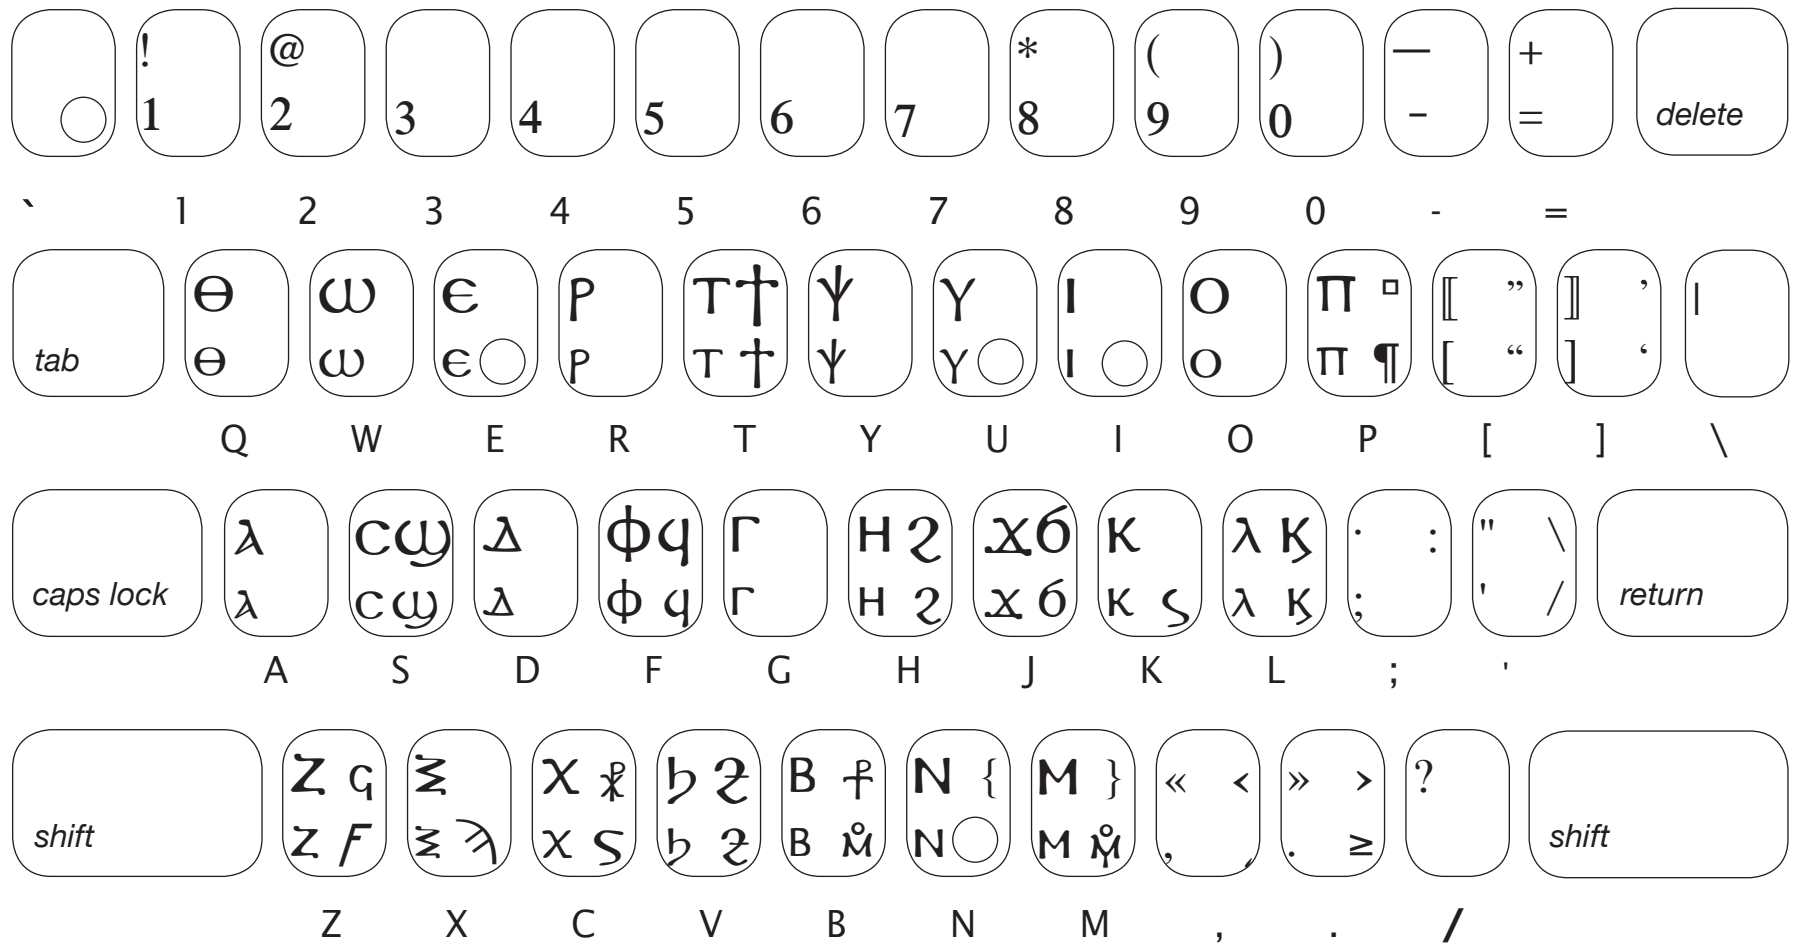 ! @ * ( ) — +
1 2 3 4 5 6 7 8 9 0 - = delete
` 1 2 3 4 5 6 7 8 9 0 - =
Ⲑ Ⲱ Ⲉ Ⲣ Ⲧ † Ⲯ Ⲩ Ⲓ Ⲟ Ⲡ ▫ ⟦ ” ⟧ ’ |
tab ⲑ ⲱ ⲉ ⲣ ⲧ † ⲯ ⲩ ⲓ ⲟ ⲡ ¶ [ “ ] ‘
Q W E R T Y U I O P [ ] \
Ⲁ Ⲥ Ϣ Ⲇ Ⲫ Ϥ Ⲅ Ⲏ Ϩ Ϫ Ϭ Ⲕ Ⲗ ⳤ · : " \
caps lock ⲁ ⲥ ϣ ⲇ ⲫ ϥ ⲅ ⲏ ϩ ϫ ϭ ⲕ ⲗ ⳤ ; ' / return
A S D F G H J K L ; '
Ⲍ Ⲝ Ⲭ ⳩ Ϧ Ⲃ ⳨ Ⲛ { Ⲙ } « < » > ?
shift ⲍ ⲝ ⲭ ϧ ⲃ ⲛ ⲙ , . ≥ shift
Z X C V B N M , . /